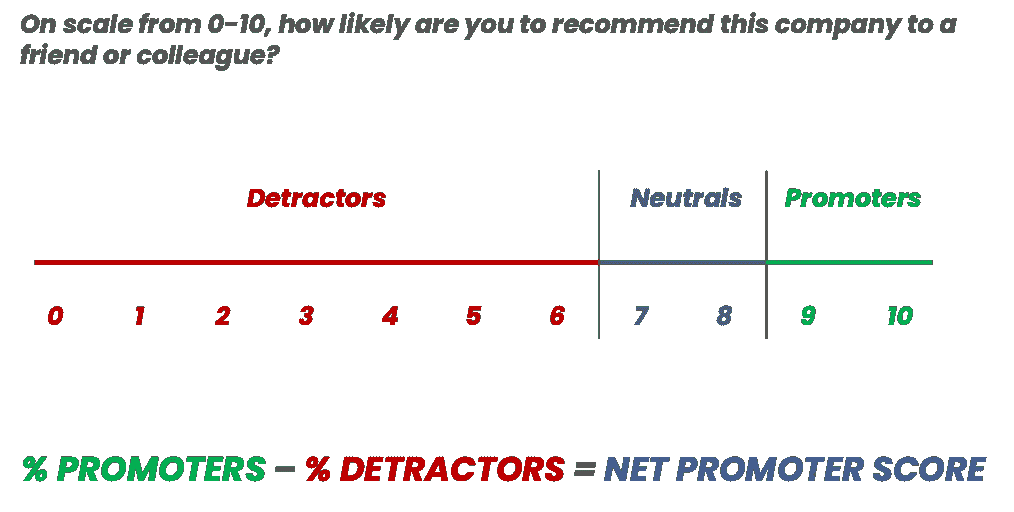 On scale from 0-10, how likely are you to recommend this company to a
friend or colleague?
Detractors Neutrals Promoters
0 1 2 3 4 5 6 7 8 9 10
% PROMOTERS – % DETRACTORS = NET PROMOTER SCORE